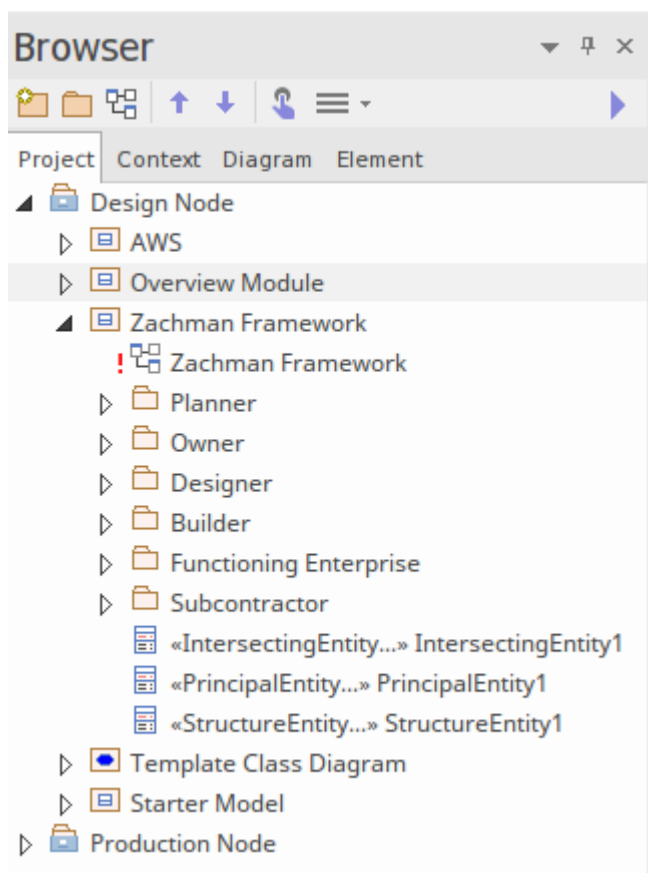 Browser
Project Context Diagram Element
Design Node
AWS
Overview Module
Zachman Framework
! Zachman Framework
Planner
Owner
Designer
Builder
Functioning Enterprise
Subcontractor
«IntersectingEntity...» IntersectingEntity1
«PrincipalEntity...» PrincipalEntity1
«StructureEntity...» StructureEntity1
Template Class Diagram
Starter Model
Production Node